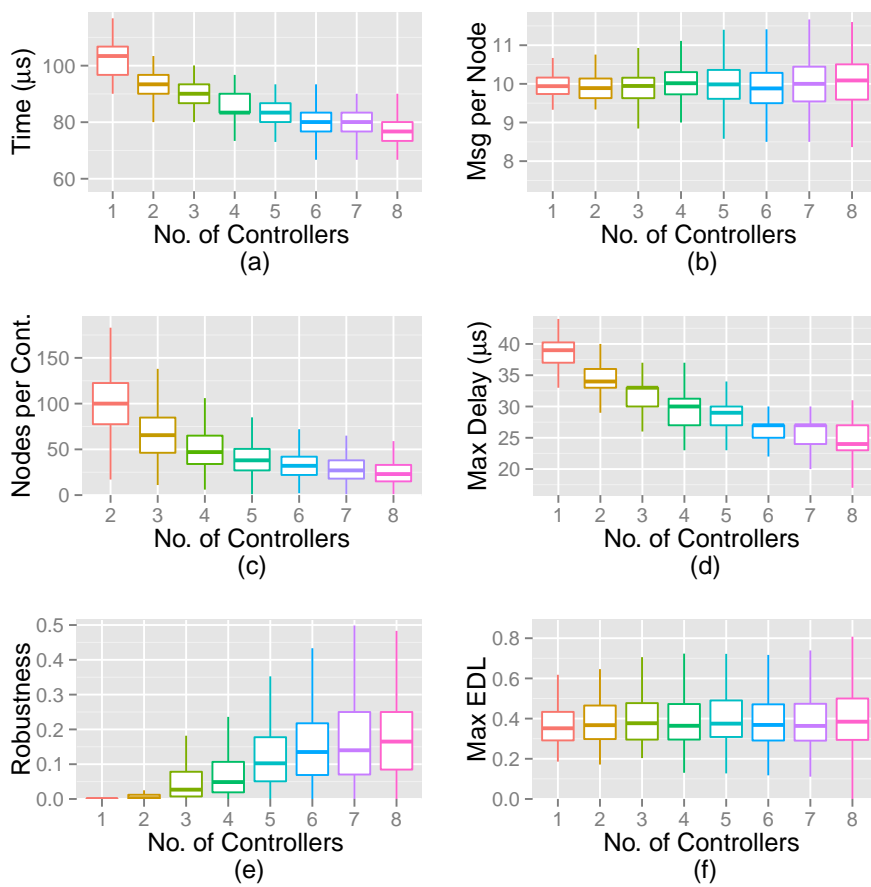 Time (µs)
100
80
60
1 2 3 4 5 6 7 8
No. of Controllers
(a)
Msg per Node
11
10
9
8
1 2 3 4 5 6 7 8
No. of Controllers
(b)
Nodes per Cont.
150
100
50
0
2 3 4 5 6 7 8
No. of Controllers
(c)
Max Delay (µs)
40
35
30
25
20
1 2 3 4 5 6 7 8
No. of Controllers
(d)
Robustness
0.5
0.4
0.3
0.2
0.1
0.0
1 2 3 4 5 6 7 8
No. of Controllers
(e)
Max EDL
0.8
0.6
0.4
0.2
0.0
1 2 3 4 5 6 7 8
No. of Controllers
(f)